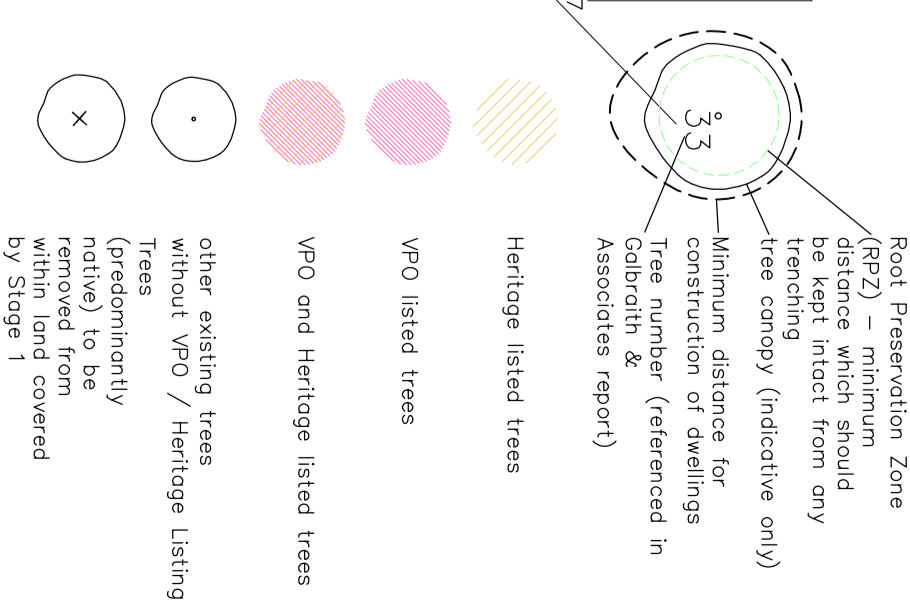 Root Preservation Zone
(RPZ) – minimum
distance which should
be kept intact from any
trenching
tree canopy (indicative only)
Minimum distance for
construction of dwellings
33
Tree number (referenced in
Galbraith &
Associates report)
Heritage listed trees
VPO listed trees
VPO and Heritage listed trees
other existing trees
without VPO / Heritage Listing
Trees
(predominantly
native) to be
removed from
within land covered
by Stage 1